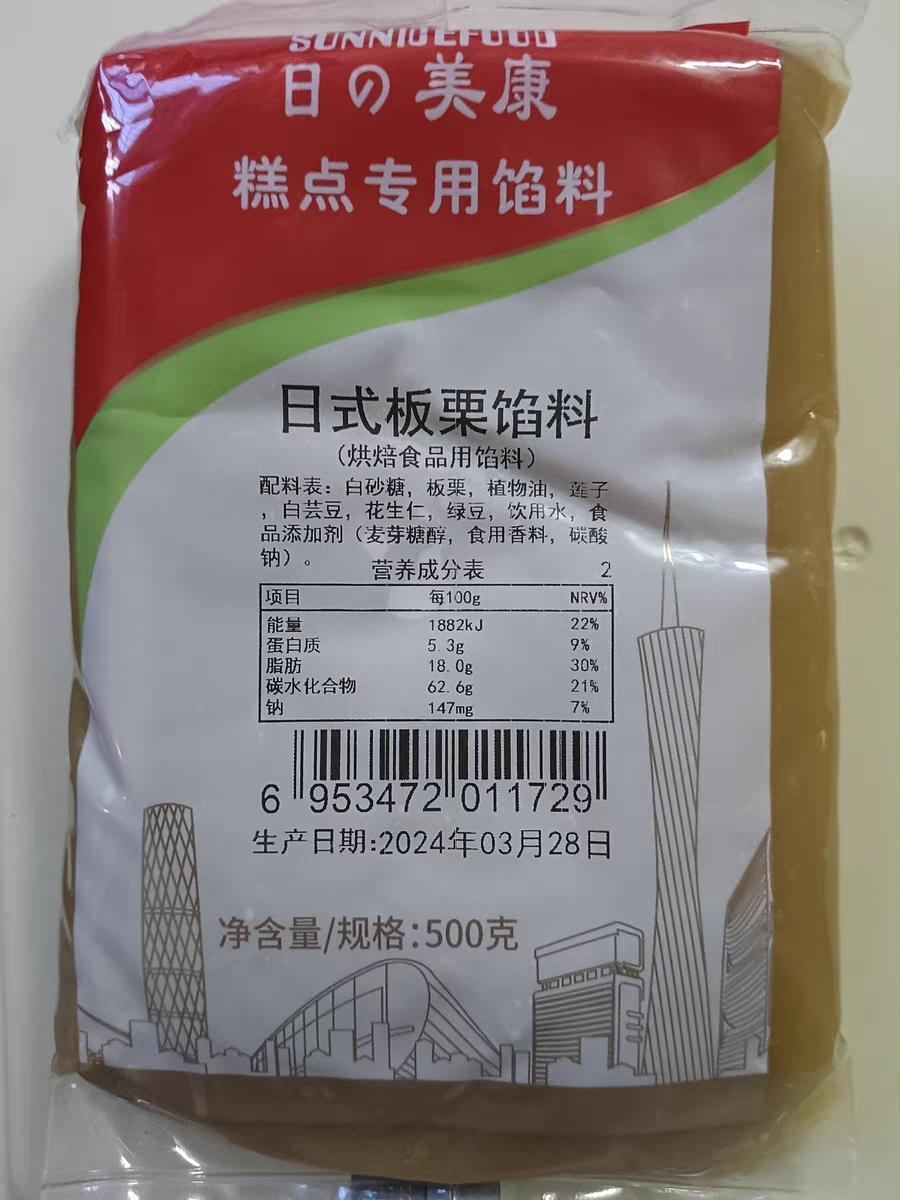 SUNNIUEFOOD
日の美康
糕点专用馅料
日式板栗馅料
（烘焙食品用馅料）
配料表：白砂糖，板栗，植物油，莲子
，白芸豆，花生仁，绿豆，饮用水，食
品添加剂（麦芽糖醇，食用香料，碳酸
钠）。
营养成分表 2
项目 每100g NRV%
能量 1882kJ 22%
蛋白质 5.3g 9%
脂肪 18.0g 30%
碳水化合物 62.6g 21%
钠 147mg 7%
6 953472 011729
生产日期:2024年03月28日
净含量/规格:500克